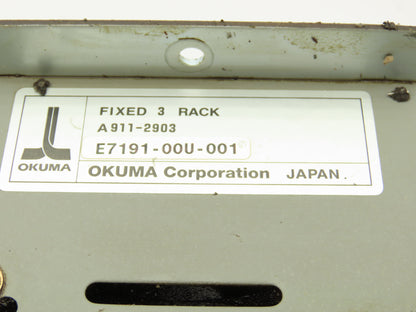 FIXED 3 RACK
A911-2903
E7191-00U-001
OKUMA
OKUMA Corporation JAPAN.